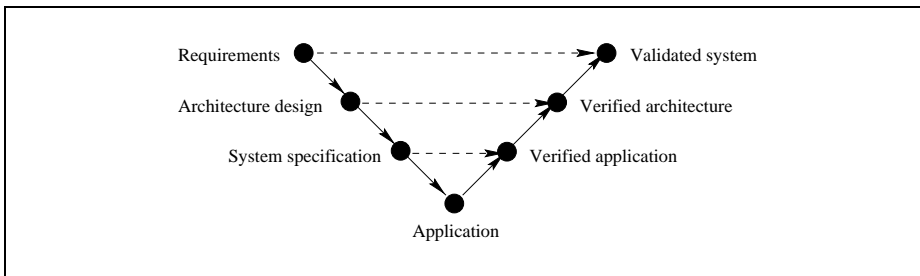 Requirements
Validated system
Architecture design
Verified architecture
System specification
Verified application
Application